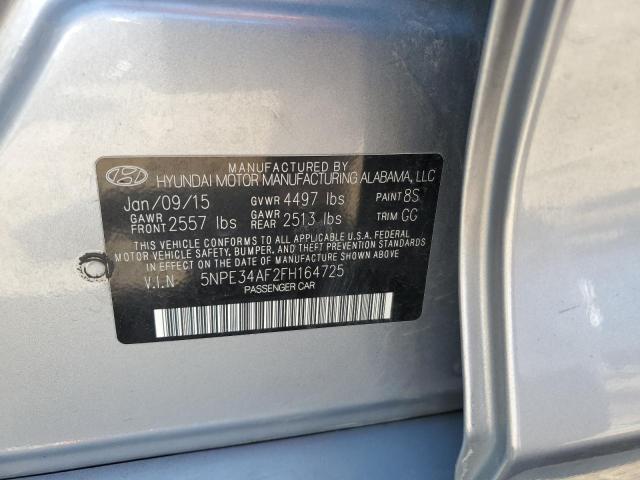 MANUFACTURED BY
HYUNDAI MOTOR MANUFACTURING ALABAMA, LLC
Jan/09/15 GVWR 4497 lbs PAINT 8S
GAWR FRONT 2557 lbs GAWR REAR 2513 lbs TRIM GG
THIS VEHICLE CONFORMS TO ALL APPLICABLE U.S.A. FEDERAL
MOTOR VEHICLE SAFETY, BUMPER, AND THEFT PREVENTION STANDARDS
IN EFFECT ON THE DATE OF MANUFACTURE SHOWN ABOVE
V.I.N 5NPE34AF2FH164725
PASSENGER CAR